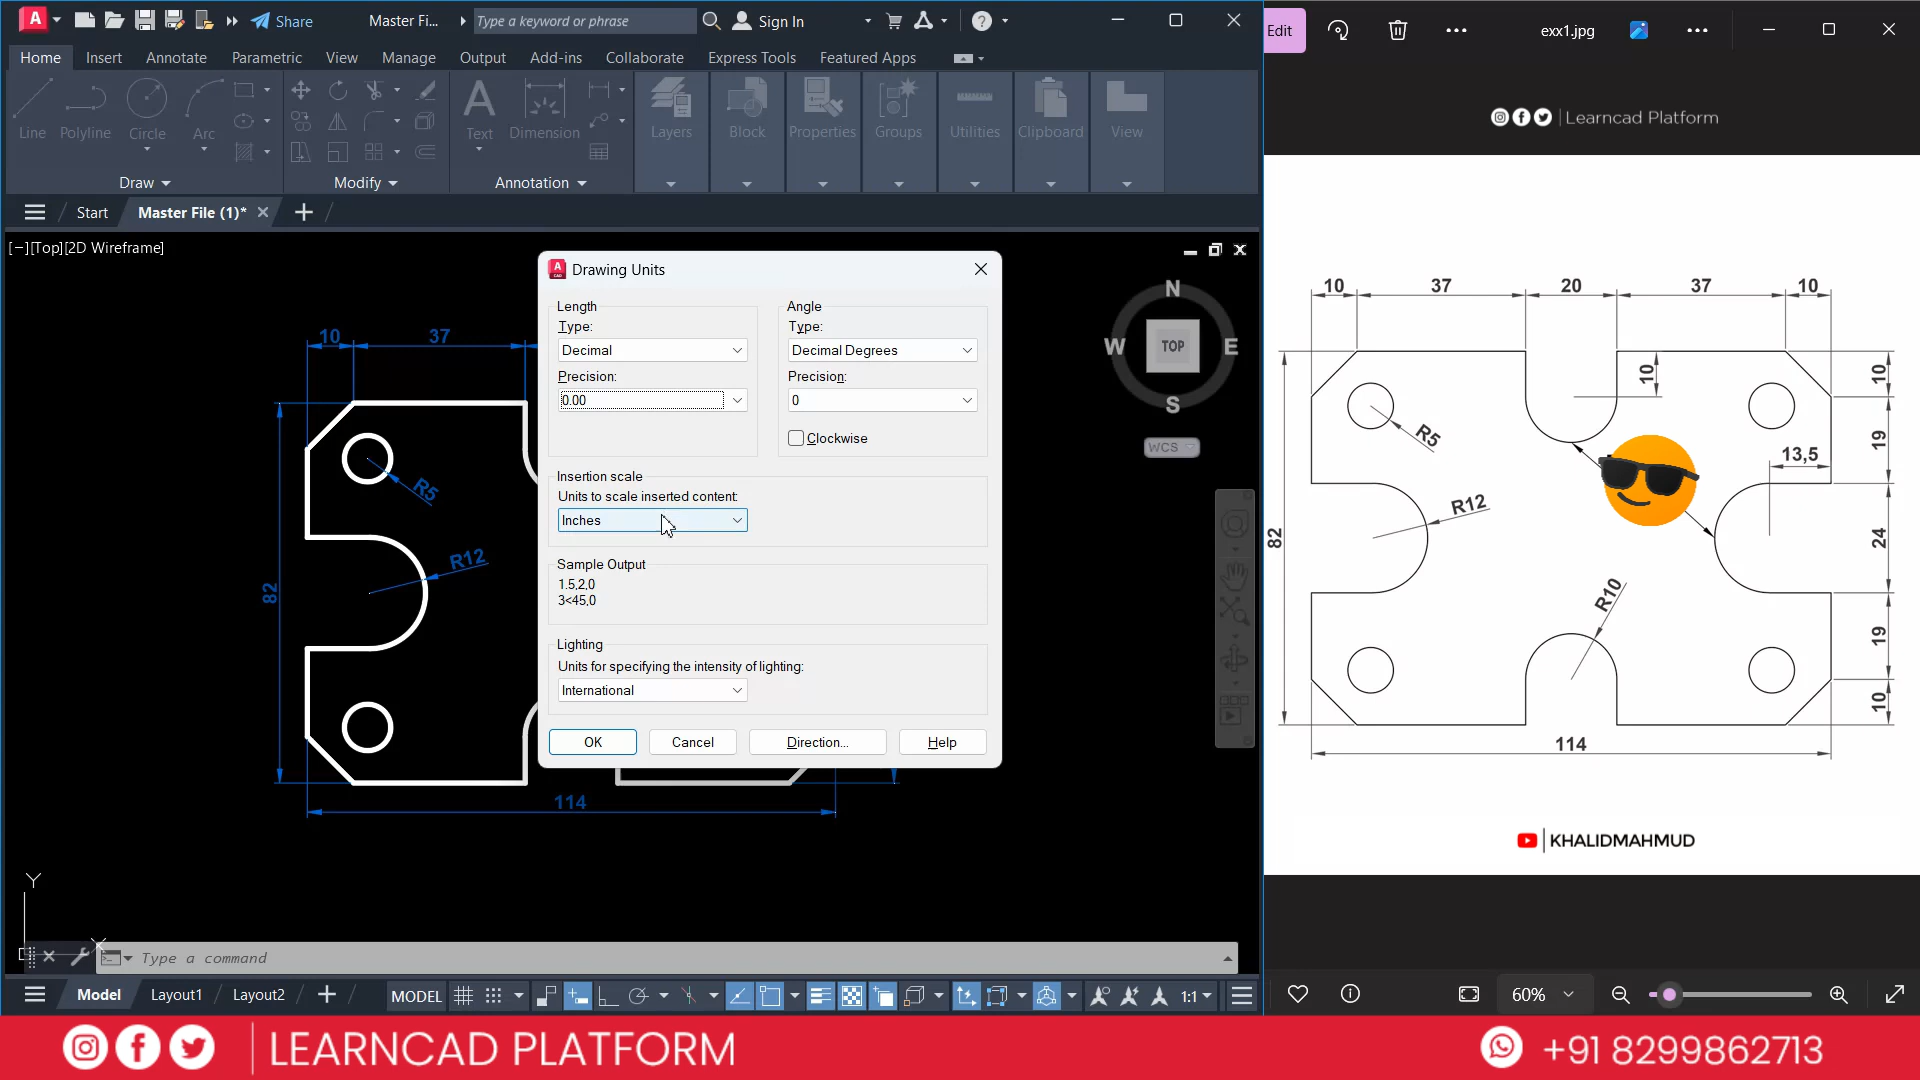 A
Share
Master Fi...
Type a keyword or phrase
Sign In
?
Home
Insert
Annotate
Parametric
View
Manage
Output
Add-ins
Collaborate
Express Tools
Featured Apps
Line
Polyline
Circle
Arc
Text
Dimension
Layers
Block
Properties
Groups
Utilities
Clipboard
View
Draw
Modify
Annotation
Start
Master File (1)*
[−][Top][2D Wireframe]
N
W
TOP
E
S
WCS
10
37
R5
R12
82
114
Y
X
Drawing Units
Length
Type:
Decimal
Precision:
0.00
Angle
Type:
Decimal Degrees
Precision:
0
Clockwise
Insertion scale
Units to scale inserted content:
Inches
Sample Output
1.5,2,0
3<45,0
Lighting
Units for specifying the intensity of lighting:
International
OK
Cancel
Direction...
Help
Type a command
Model
Layout1
Layout2
MODEL
1:1
Edit
exx1.jpg
Learncad Platform
10
37
20
37
10
10
10
R5
19
13,5
R12
82
24
R10
19
10
114
KHALIDMAHMUD
60%
LEARNCAD PLATFORM
+91 8299862713